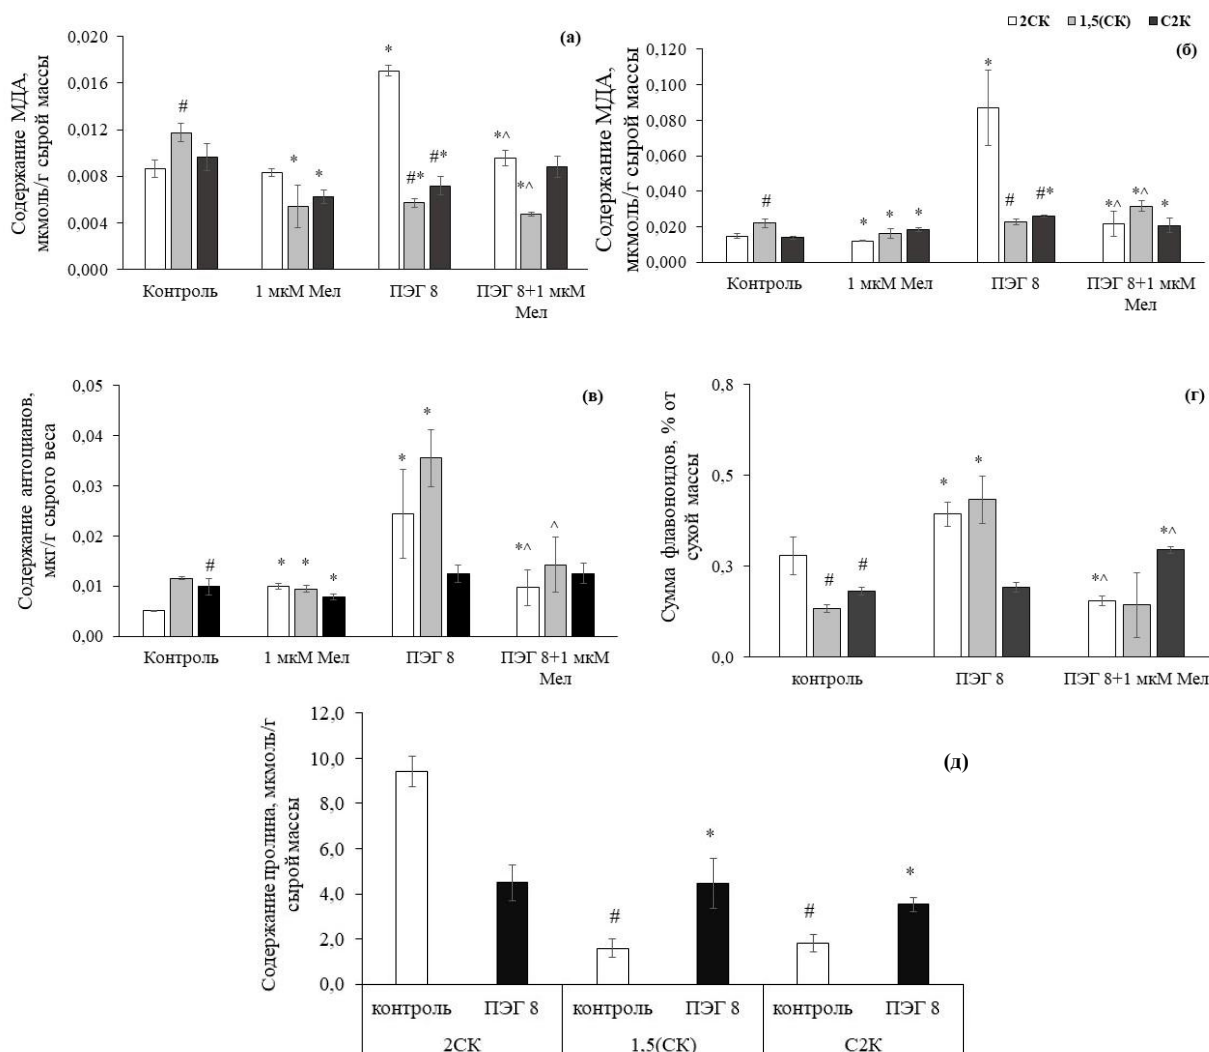 2СК 1,5(СК) С2К
(а)
Содержание МДА,
мкмоль/г сырой массы
0,020
0,016
0,012
0,008
0,004
0,000
#
*
*
*
#*
#*
*^
*^
Контроль 1 мкМ Мел ПЭГ 8 ПЭГ 8+1 мкМ
Мел
(б)
Содержание МДА,
мкмоль/г сырой массы
0,120
0,100
0,080
0,060
0,040
0,020
0,000
#
*
*
*
*
#
#*
*^
*^
*
Контроль 1 мкМ Мел ПЭГ 8 ПЭГ 8+1 мкМ
Мел
(в)
Содержание антоцианов,
мкг/г сырого веса
0,05
0,04
0,03
0,02
0,01
0,00
#
*
*
*
*
*
*^
^
Контроль 1 мкМ Мел ПЭГ 8 ПЭГ 8+1 мкМ
Мел
(г)
Сумма флавоноидов, % от
сухой массы
0,8
0,5
0,3
0,0
#
#
*
*
*^
*^
контроль ПЭГ 8 ПЭГ 8+1 мкМ Мел
(д)
Содержание пролина, мкмоль/г
сырой массы
12,0
10,0
8,0
6,0
4,0
2,0
0,0
#
*
#
*
контроль ПЭГ 8 контроль ПЭГ 8 контроль ПЭГ 8
2СК 1,5(СК) С2К